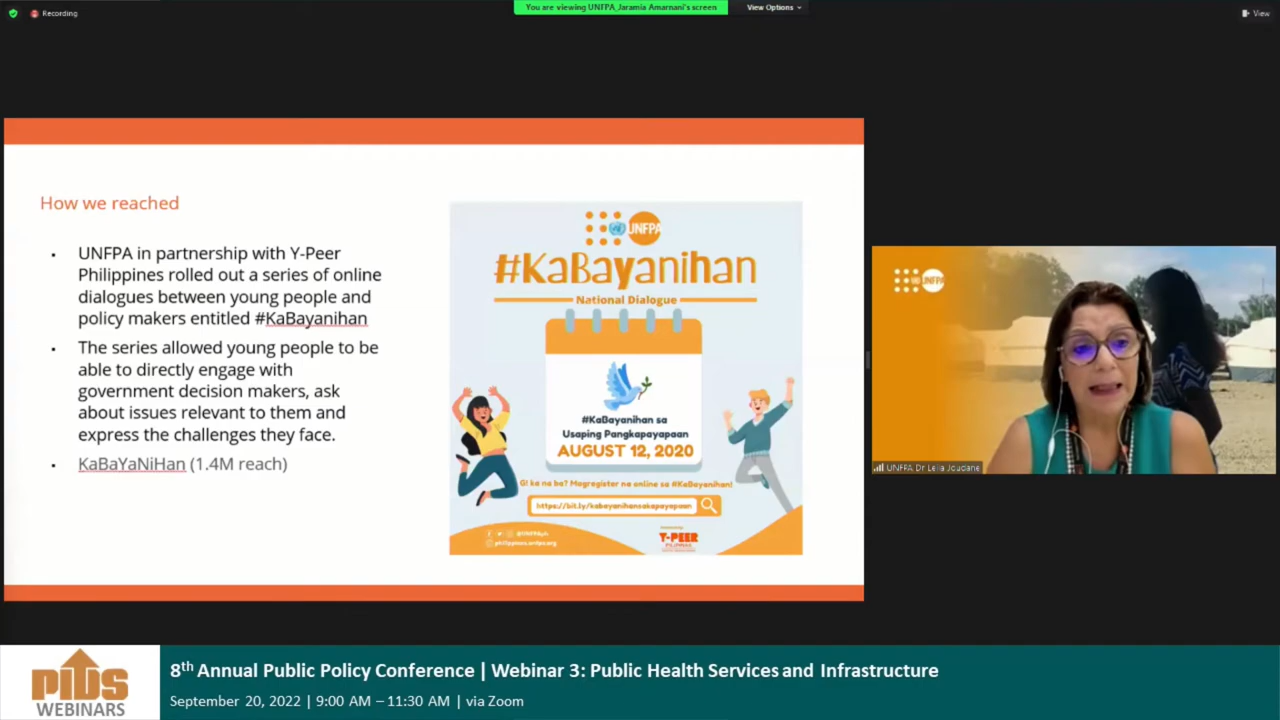 Recording
You are viewing UNFPA_Jaramia Amarnani's screen
View Options
View
How we reached
UNFPA in partnership with Y-Peer
Philippines rolled out a series of online
dialogues between young people and
policy makers entitled #KaBayanihan
The series allowed young people to be
able to directly engage with
government decision makers, ask
about issues relevant to them and
express the challenges they face.
KaBaYaNiHan (1.4M reach)
UNFPA
#KaBayanihan
National Dialogue
#KaBayanihan sa
Usaping Pangkapayapaan
AUGUST 12, 2020
G! ka na ba? Magregister na online sa #KaBayanihan!
https://bit.ly/kabayanihansakapayapaan
@UNFPAph
philippines.unfpa.org
Y-PEER
PILIPINAS
UNFPA
UNFPA Dr Leila Joudane
PIDS
WEBINARS
8th Annual Public Policy Conference | Webinar 3: Public Health Services and Infrastructure
September 20, 2022 | 9:00 AM – 11:30 AM | via Zoom